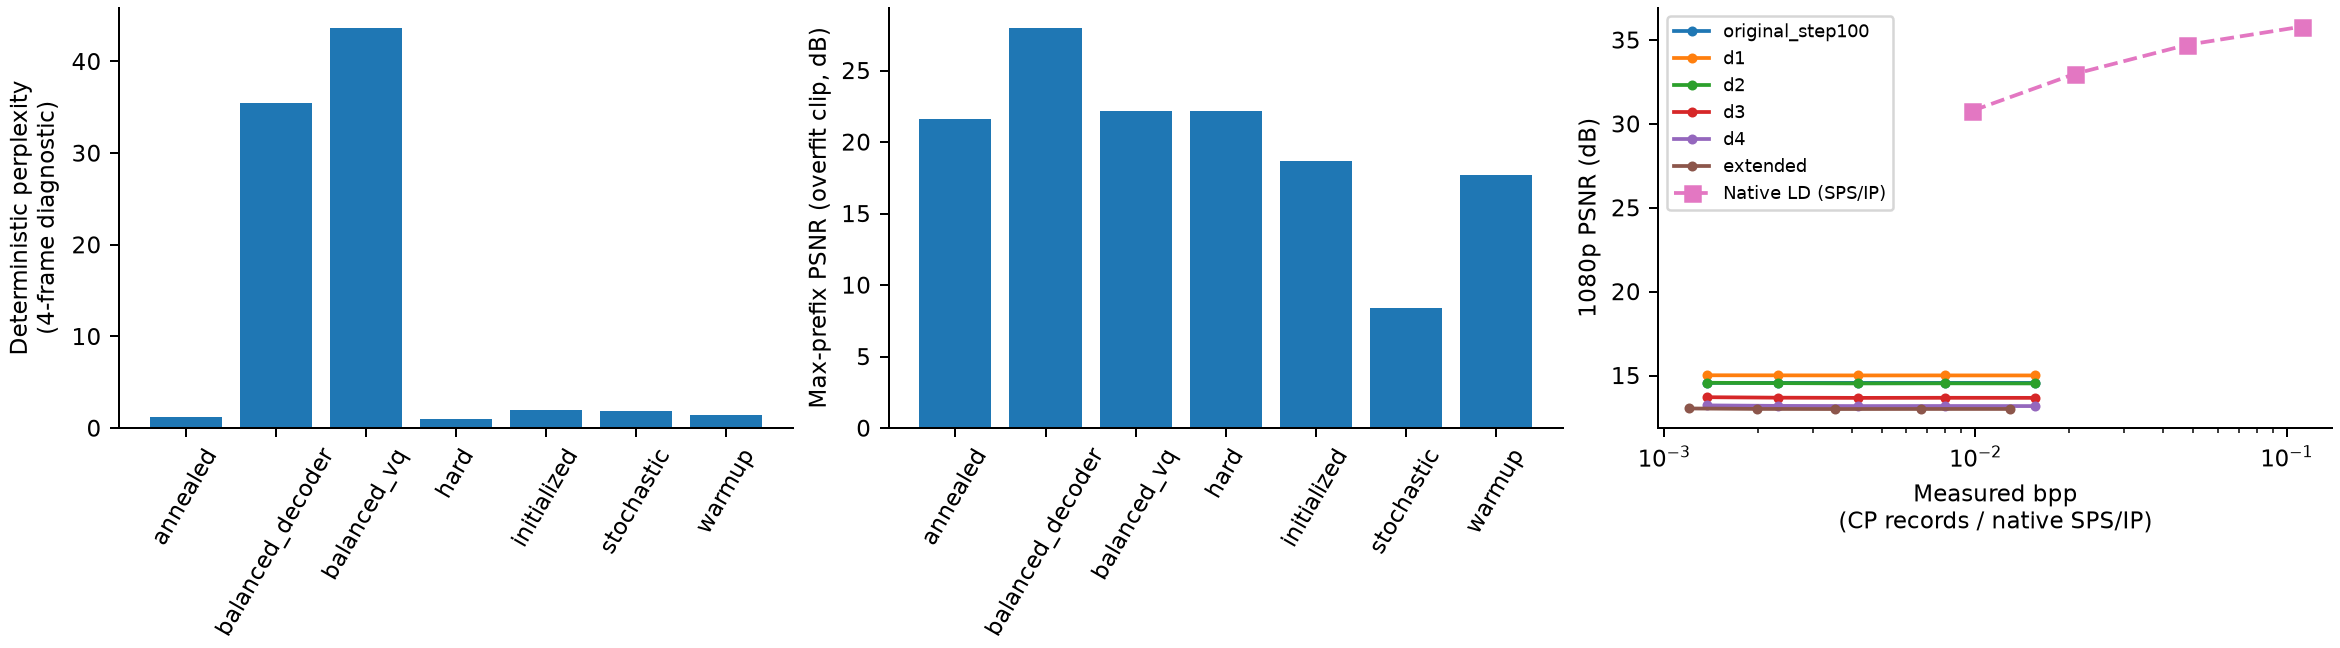 Deterministic perplexity
(4-frame diagnostic)
40
30
20
10
0
annealed
balanced_decoder
balanced_vq
hard
initialized
stochastic
warmup
Max-prefix PSNR (overfit clip, dB)
25
20
15
10
5
0
annealed
balanced_decoder
balanced_vq
hard
initialized
stochastic
warmup
1080p PSNR (dB)
35
30
25
20
15
original_step100
d1
d2
d3
d4
extended
Native LD (SPS/IP)
10⁻³
10⁻²
10⁻¹
Measured bpp
(CP records / native SPS/IP)